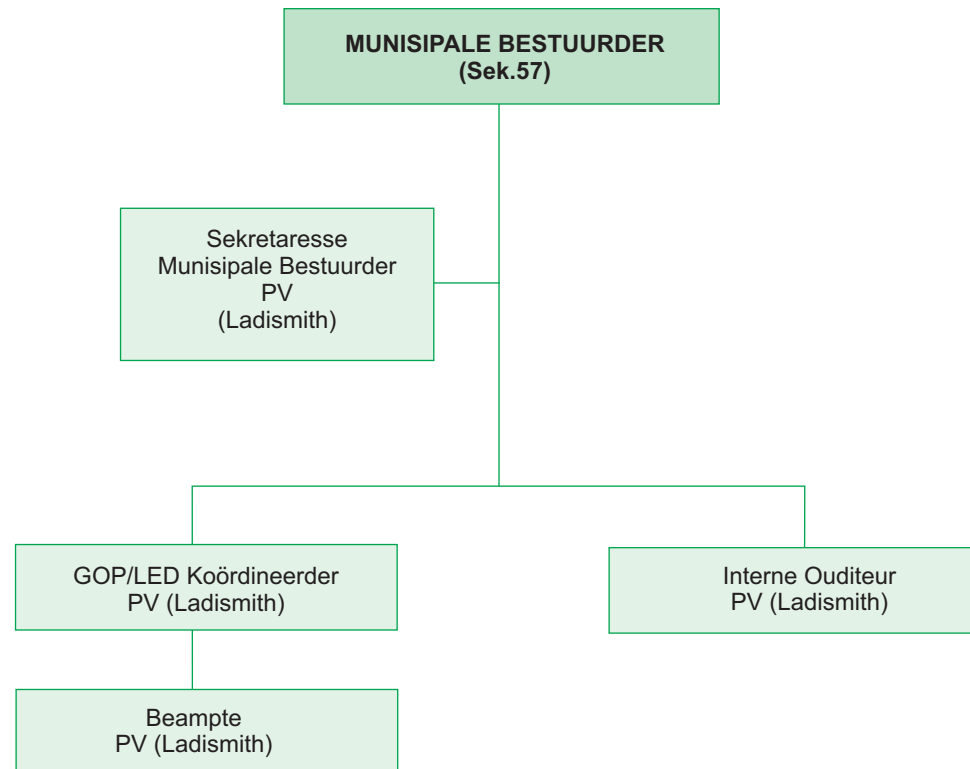 MUNISIPALE BESTUURDER
(Sek.57)
Sekretaresse
Munisipale Bestuurder
PV
(Ladismith)
GOP/LED Koördineerder
PV (Ladismith)
Interne Ouditeur
PV (Ladismith)
Beampte
PV (Ladismith)